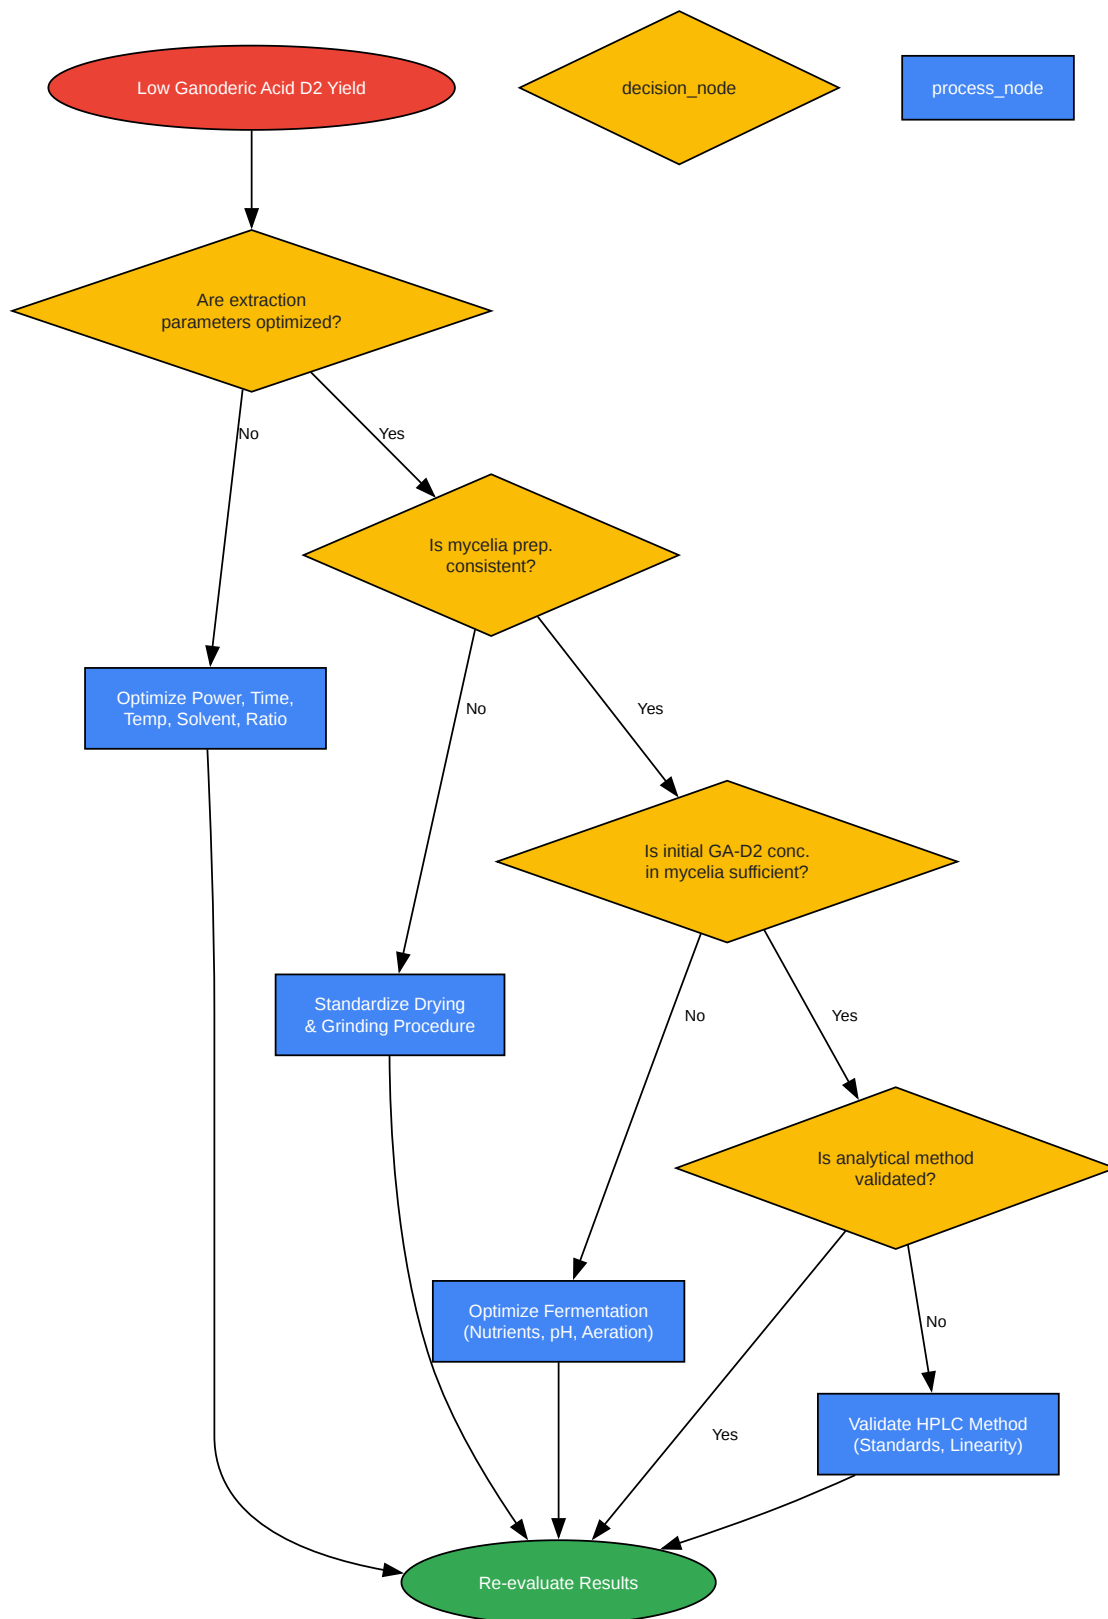 Low Ganoderic Acid D2 Yield
decision_node
process_node
Are extraction
parameters optimized?
No
Yes
Is mycelia prep.
consistent?
Optimize Power, Time,
Temp, Solvent, Ratio
No
Yes
Is initial GA-D2 conc.
in mycelia sufficient?
Standardize Drying
& Grinding Procedure
No
Yes
Is analytical method
validated?
Optimize Fermentation
(Nutrients, pH, Aeration)
No
Yes
Validate HPLC Method
(Standards, Linearity)
Re-evaluate Results